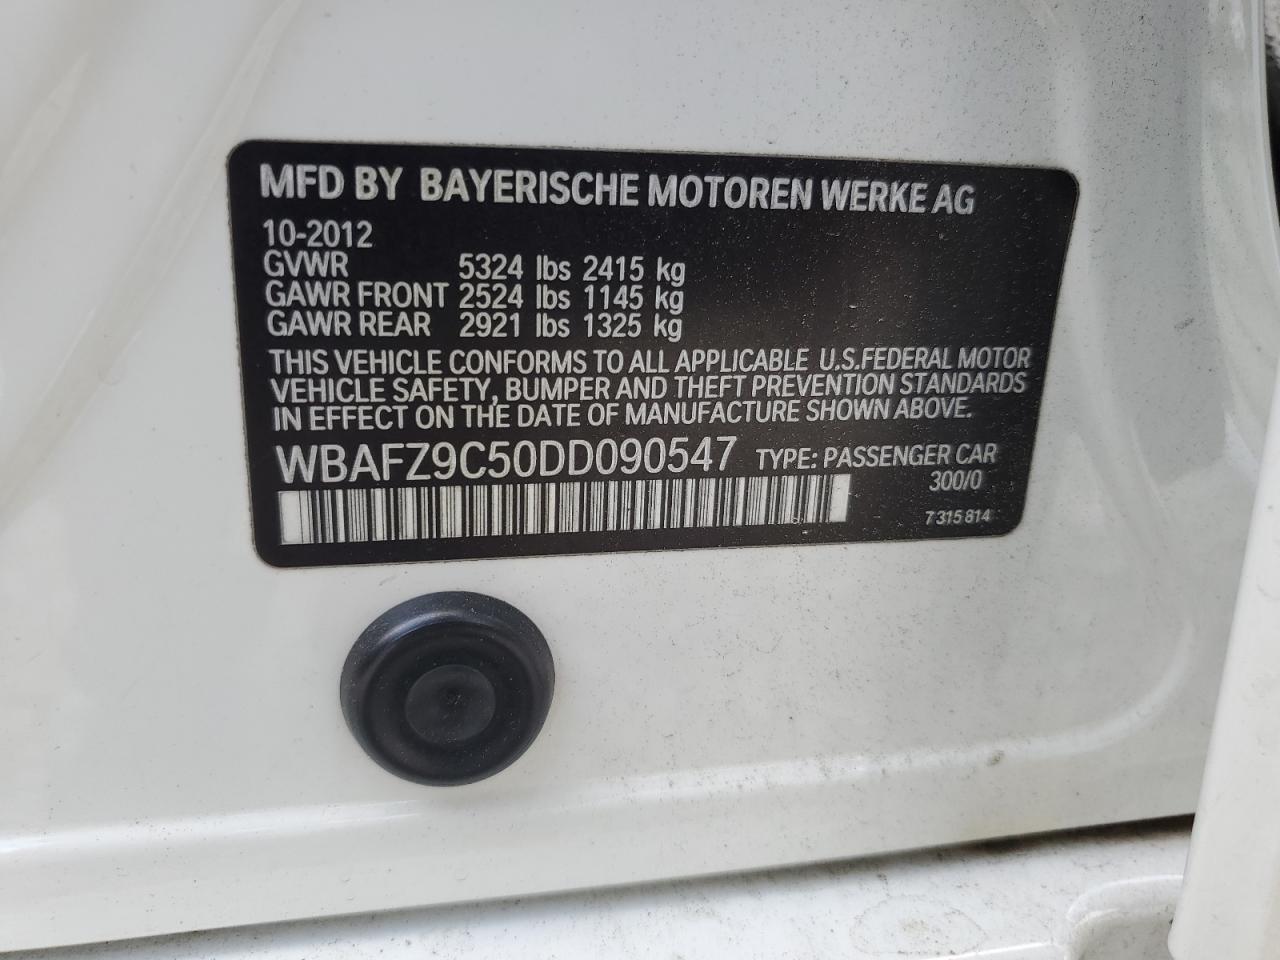 MFD BY BAYERISCHE MOTOREN WERKE AG
10-2012
GVWR 5324 lbs 2415 kg
GAWR FRONT 2524 lbs 1145 kg
GAWR REAR 2921 lbs 1325 kg
THIS VEHICLE CONFORMS TO ALL APPLICABLE U.S.FEDERAL MOTOR
VEHICLE SAFETY, BUMPER AND THEFT PREVENTION STANDARDS
IN EFFECT ON THE DATE OF MANUFACTURE SHOWN ABOVE.
WBAFZ9C50DD090547 TYPE: PASSENGER CAR
300/0
7 315 814